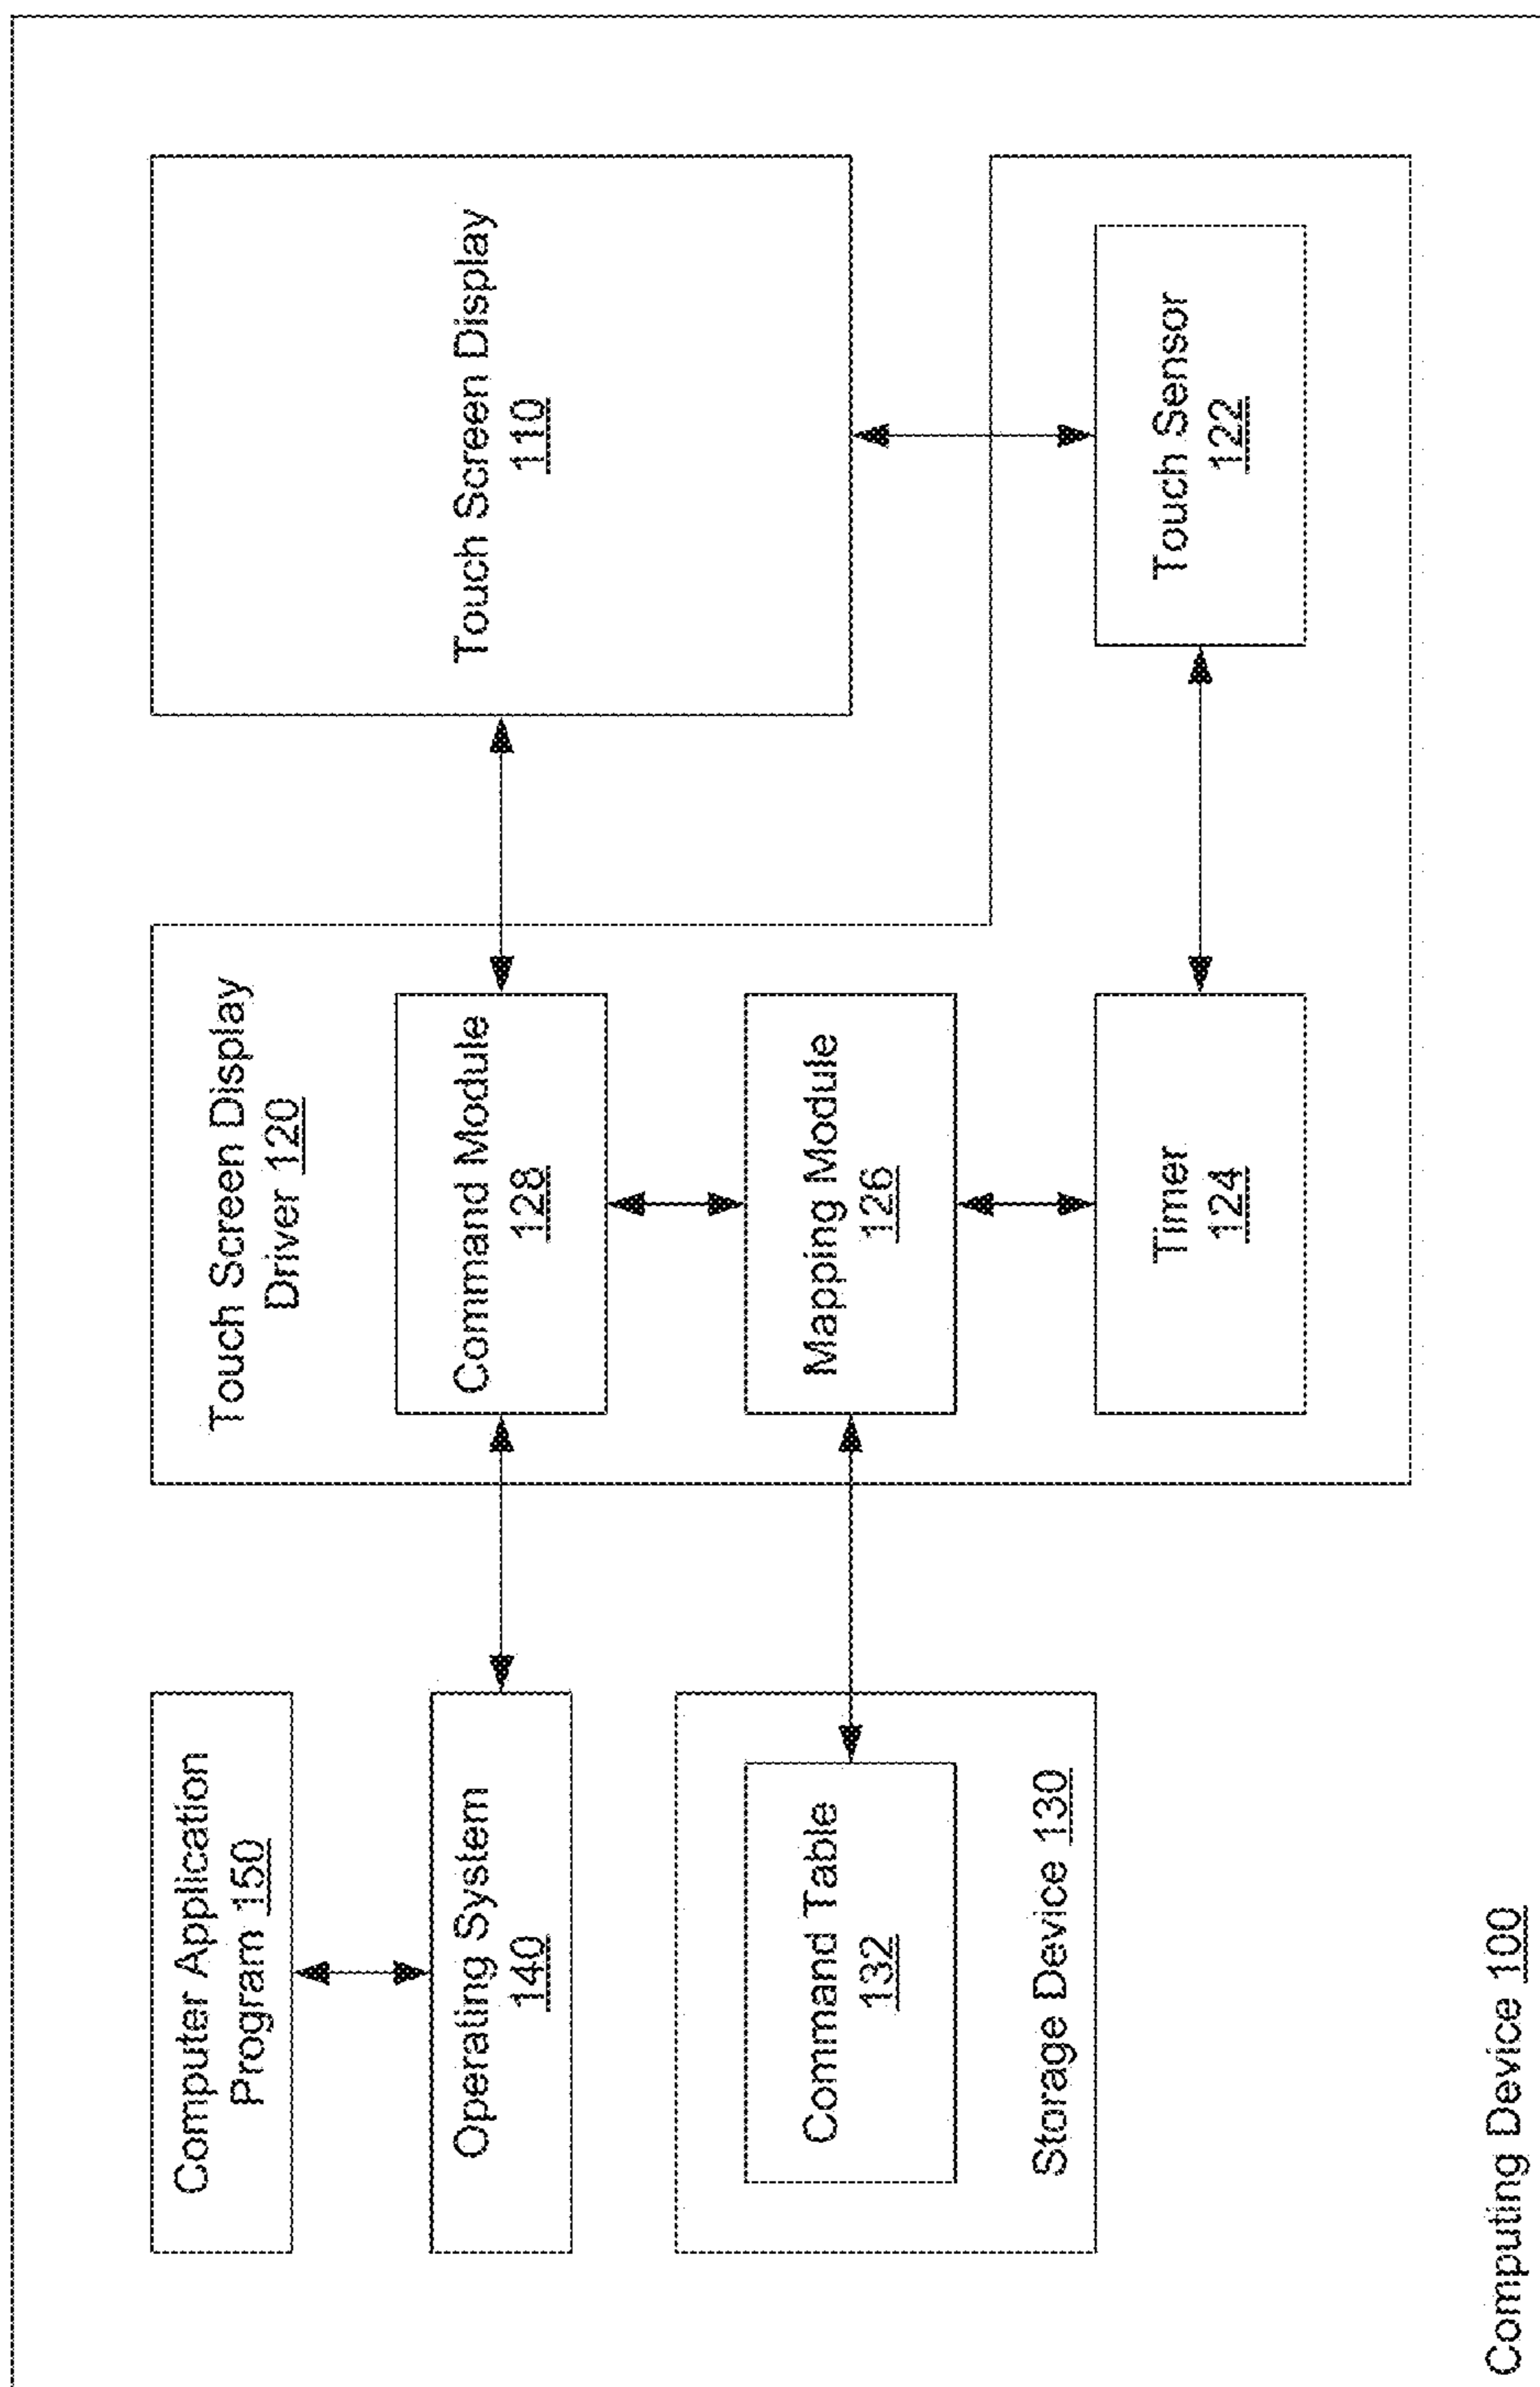 Computer Application
Program 150
Operating System
140
Command Table
132
Storage Device 130
Touch Screen Display
Driver 120
Command Module
128
Mapping Module
126
Timer
124
Touch Screen Display
110
Touch Sensor
122
Computing Device 100